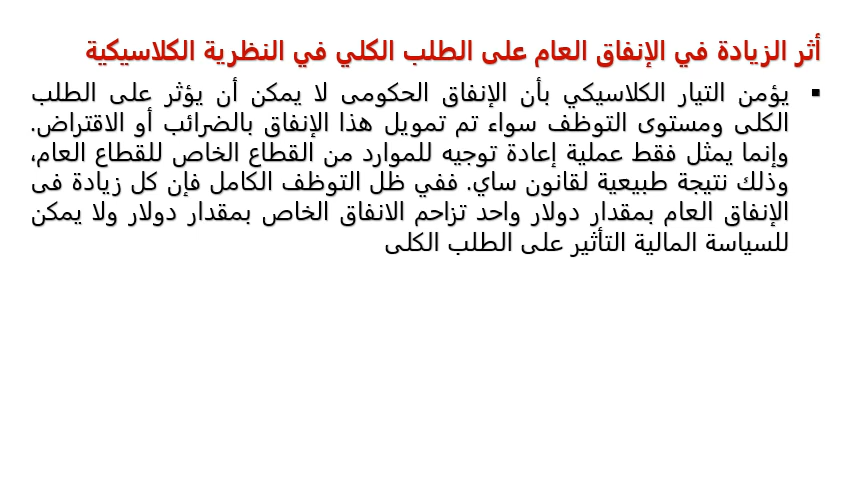 أثر الزيادة في الإنفاق العام على الطلب الكلي في النظرية الكلاسيكية
▪ يؤمن التيار الكلاسيكي بأن الإنفاق الحكومى لا يمكن أن يؤثر على الطلب
الكلى ومستوى التوظف سواء تم تمويل هذا الإنفاق بالضرائب أو الاقتراض.
وإنما يمثل فقط عملية إعادة توجيه للموارد من القطاع الخاص للقطاع العام،
وذلك نتيجة طبيعية لقانون ساي. ففي ظل التوظف الكامل فإن كل زيادة فى
الإنفاق العام بمقدار دولار واحد تزاحم الانفاق الخاص بمقدار دولار ولا يمكن
للسياسة المالية التأثير على الطلب الكلى